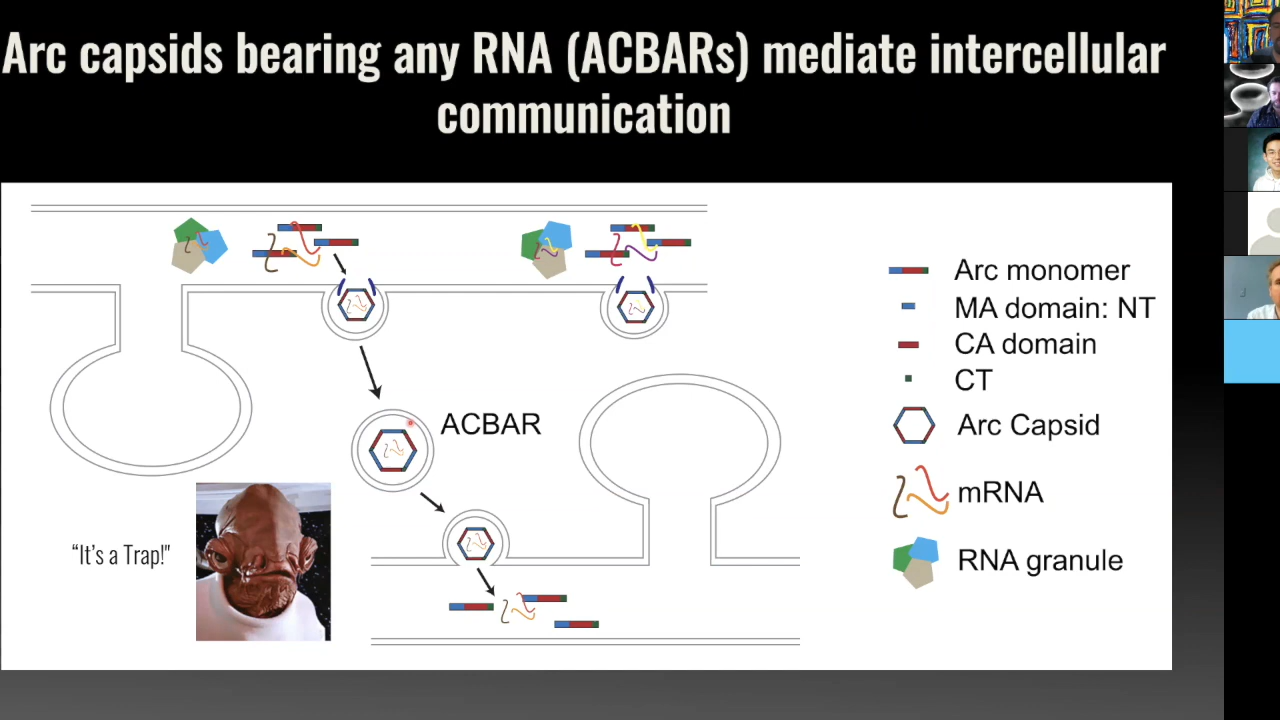 Arc capsids bearing any RNA (ACBARs) mediate intercellular
communication
Arc monomer
MA domain: NT
CA domain
CT
ACBAR
Arc Capsid
mRNA
"It's a Trap!"
RNA granule